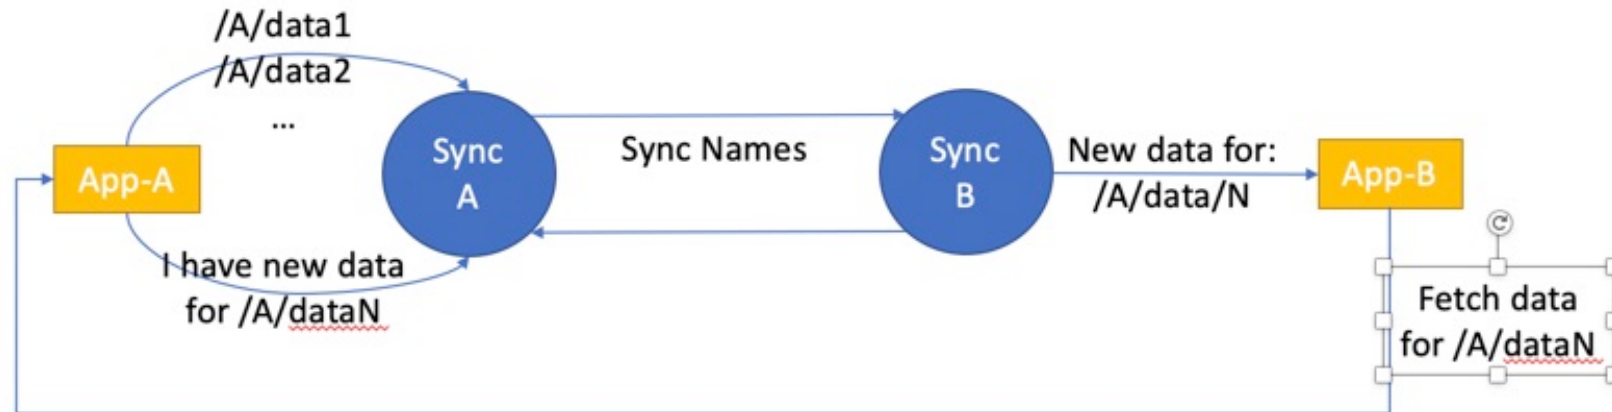 /A/data1
/A/data2
...
App-A
I have new data
for /A/dataN
Sync
A
Sync Names
Sync
B
New data for:
/A/data/N
App-B
Fetch data
for /A/dataN